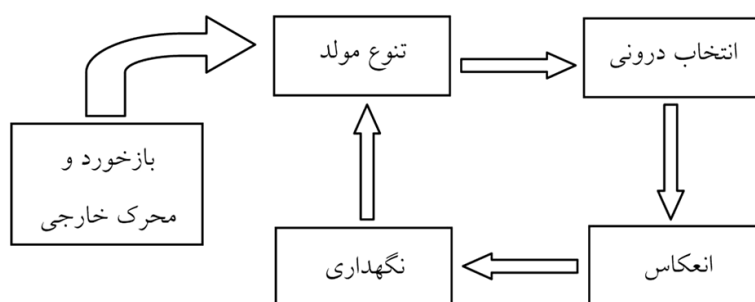 تنوع مولد
انتخاب درونی
بازخورد و
محرک خارجی
نگهداری
انعکاس